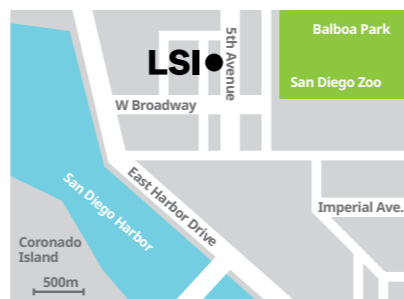 Balboa Park
5th Avenue
LSI
San Diego Zoo
W Broadway
East Harbor Drive
San Diego Harbor
Imperial Ave.
Coronado
Island
500m